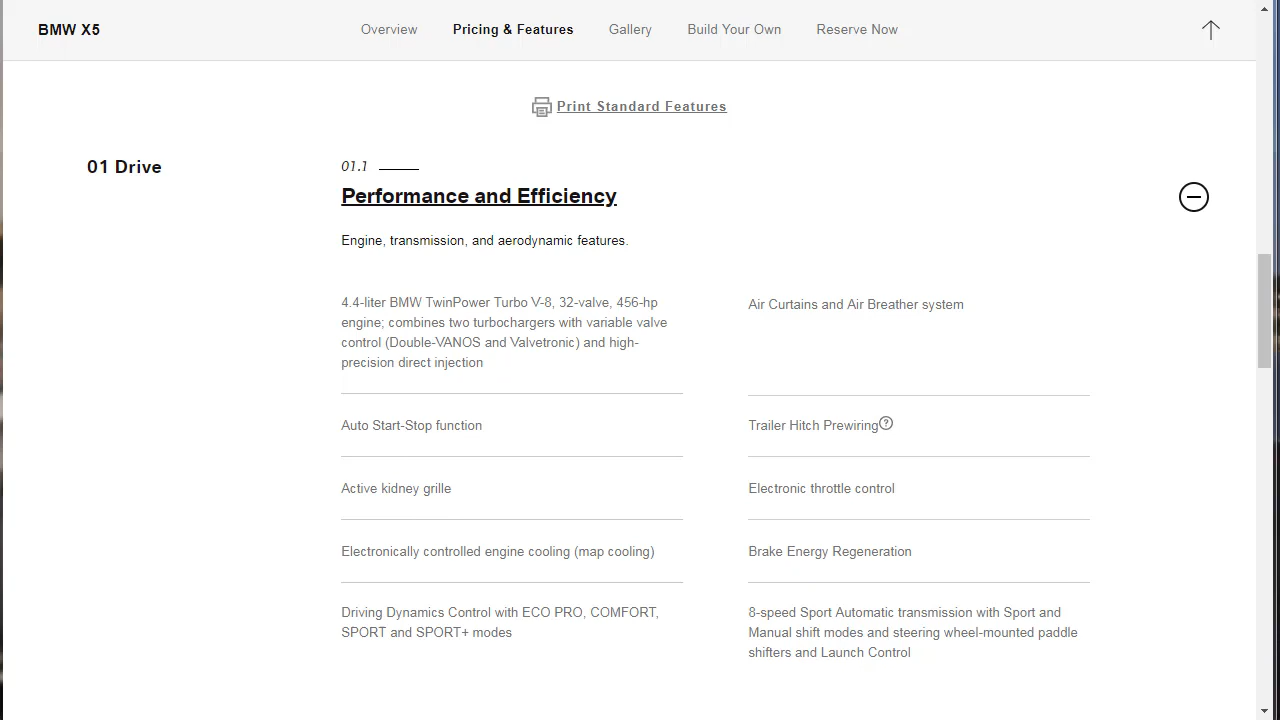 BMW X5
Overview
Pricing & Features
Gallery
Build Your Own
Reserve Now
Print Standard Features
01 Drive
01.1
Performance and Efficiency
Engine, transmission, and aerodynamic features.
4.4-liter BMW TwinPower Turbo V-8, 32-valve, 456-hp
engine; combines two turbochargers with variable valve
control (Double-VANOS and Valvetronic) and high-
precision direct injection
Air Curtains and Air Breather system
Auto Start-Stop function
Trailer Hitch Prewiring?
Active kidney grille
Electronic throttle control
Electronically controlled engine cooling (map cooling)
Brake Energy Regeneration
Driving Dynamics Control with ECO PRO, COMFORT,
SPORT and SPORT+ modes
8-speed Sport Automatic transmission with Sport and
Manual shift modes and steering wheel-mounted paddle
shifters and Launch Control